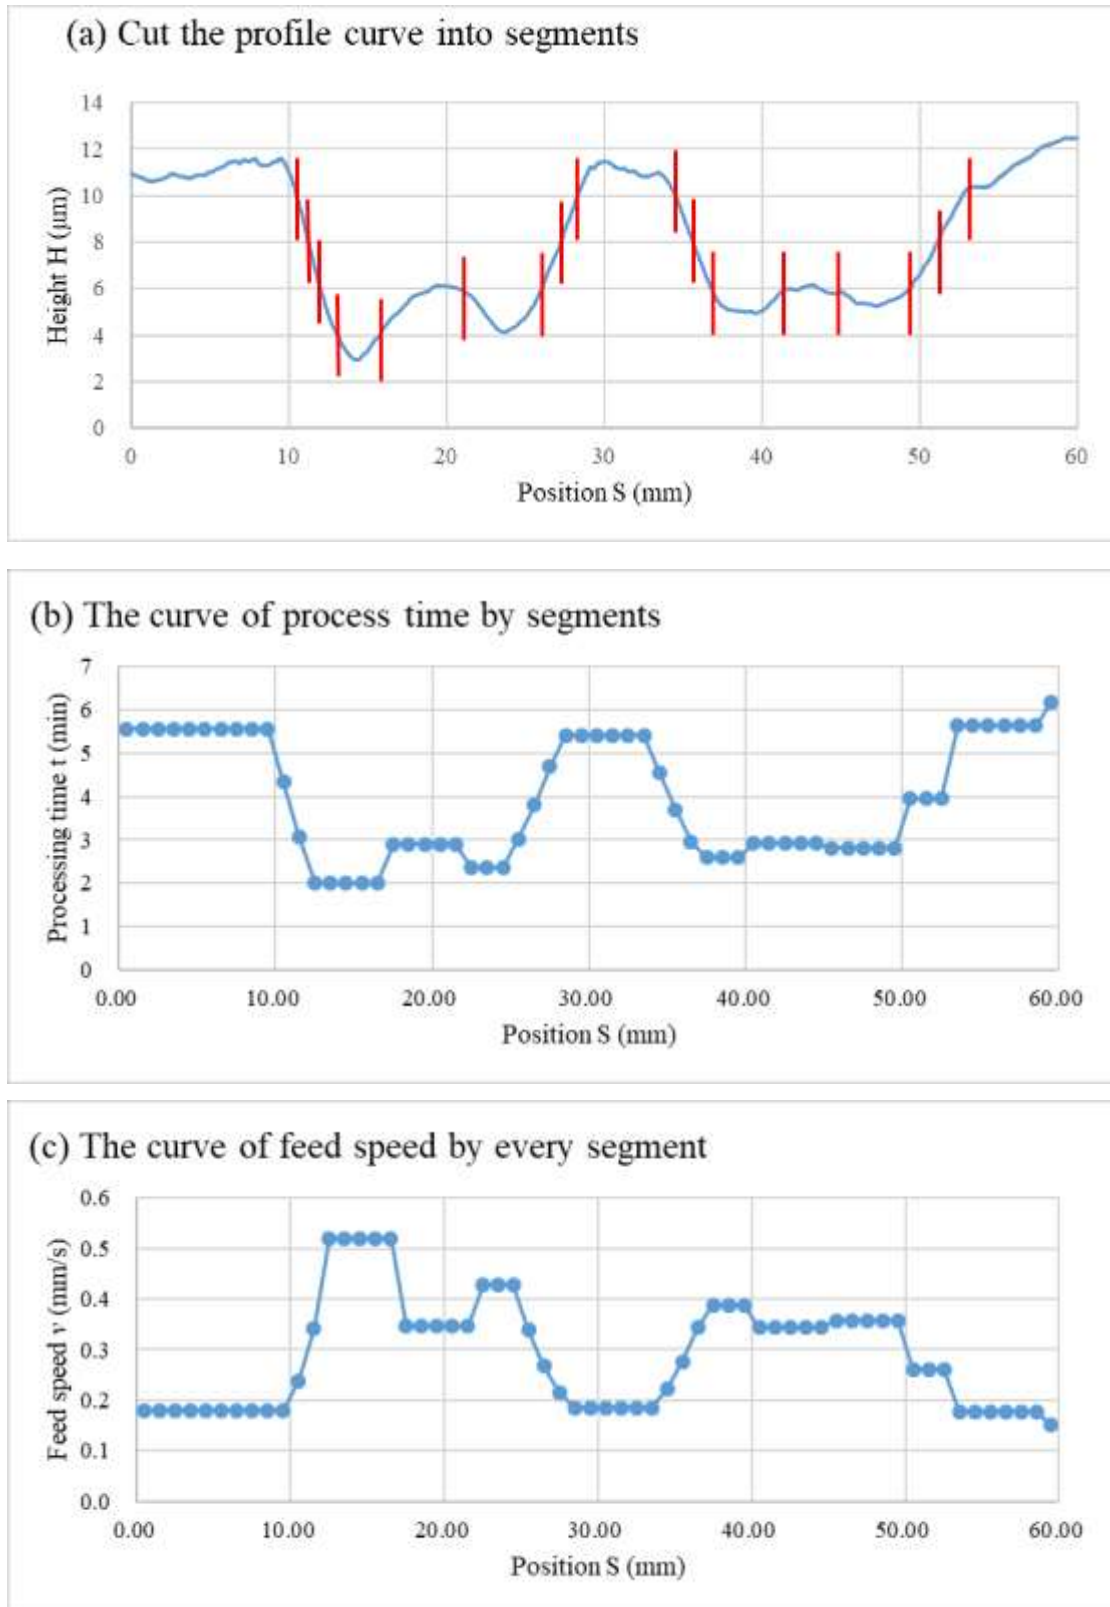 (a) Cut the profile curve into segments
14
12
10
8
6
4
2
0
Height H (μm)
0 10 20 30 40 50 60
Position S (mm)
(b) The curve of process time by segments
7
6
5
4
3
2
1
0
Processing time t (min)
0.00 10.00 20.00 30.00 40.00 50.00 60.00
Position S (mm)
(c) The curve of feed speed by every segment
0.6
0.5
0.4
0.3
0.2
0.1
0.0
Feed speed v (mm/s)
0.00 10.00 20.00 30.00 40.00 50.00 60.00
Position S (mm)